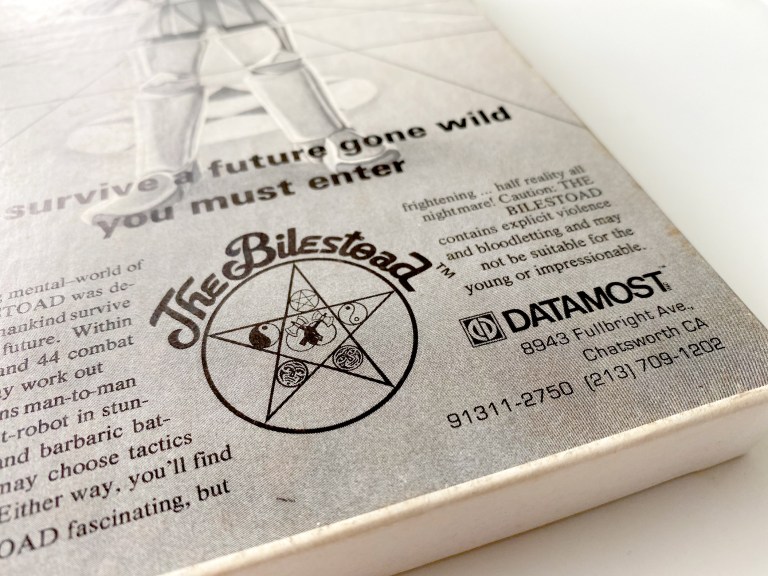 survive a future gone wild
you must enter
mental-world of
STOAD was de-
mankind survive
future. Within
and 44 combat
work out
man-to-man
t-robot in stun-
and barbaric bat-
may choose tactics
Either way, you'll find
OAD fascinating, but
The Bilestoad TM
frightening ... half reality all
nightmare! Caution: THE
BILESTOAD
contains explicit violence
and bloodletting and may
not be suitable for the
young or impressionable.
DATAMOST
8943 Fullbright Ave.,
Chatsworth CA
91311-2750 (213) 709-1202